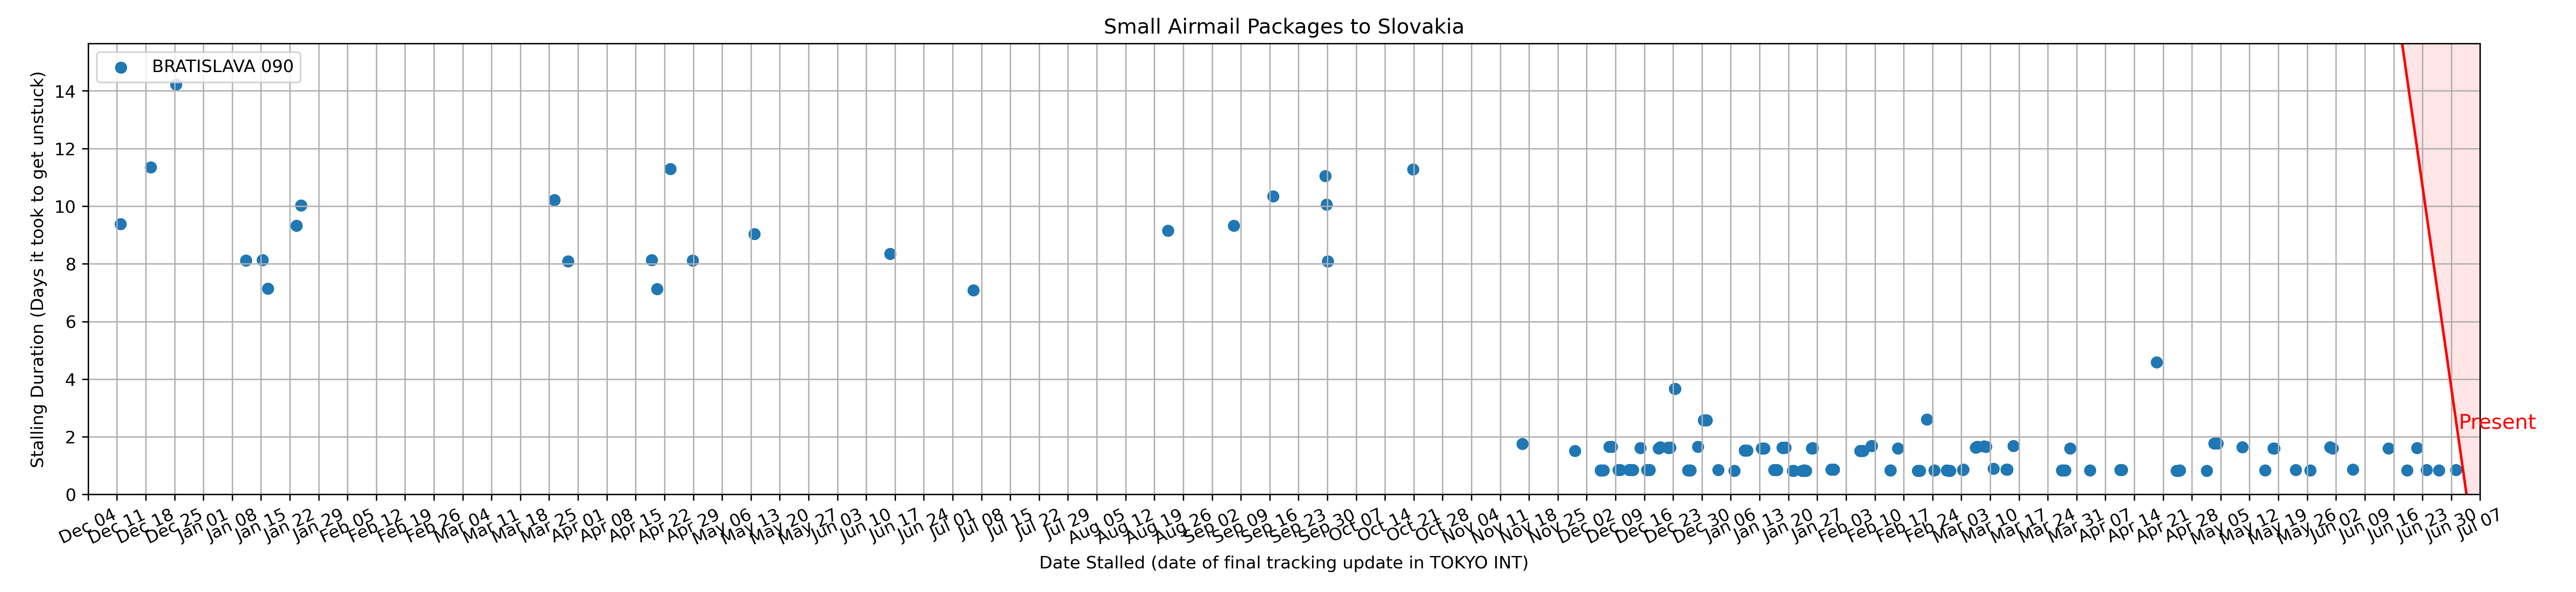 Small Airmail Packages to Slovakia
BRATISLAVA 090
Stalling Duration (Days it took to get unstuck)
14
12
10
8
6
4
2
0
Present
Dec 04 Dec 11 Dec 18 Dec 25 Jan 01 Jan 08 Jan 15 Jan 22 Jan 29 Feb 05 Feb 12 Feb 19 Feb 26 Mar 04 Mar 11 Mar 18 Mar 25 Apr 01 Apr 08 Apr 15 Apr 22 Apr 29 May 06 May 13 May 20 May 27 Jun 03 Jun 10 Jun 17 Jun 24 Jul 01 Jul 08 Jul 15 Jul 22 Jul 29 Aug 05 Aug 12 Aug 19 Aug 26 Sep 02 Sep 09 Sep 16 Sep 23 Sep 30 Oct 07 Oct 14 Oct 21 Oct 28 Nov 04 Nov 11 Nov 18 Nov 25 Dec 02 Dec 09 Dec 16 Dec 23 Dec 30 Jan 06 Jan 13 Jan 20 Jan 27 Feb 03 Feb 10 Feb 17 Feb 24 Mar 03 Mar 10 Mar 17 Mar 24 Mar 31 Apr 07 Apr 14 Apr 21 Apr 28 May 05 May 12 May 19 May 26 Jun 02 Jun 09 Jun 16 Jun 23 Jun 30 Jul 07
Date Stalled (date of final tracking update in TOKYO INT)